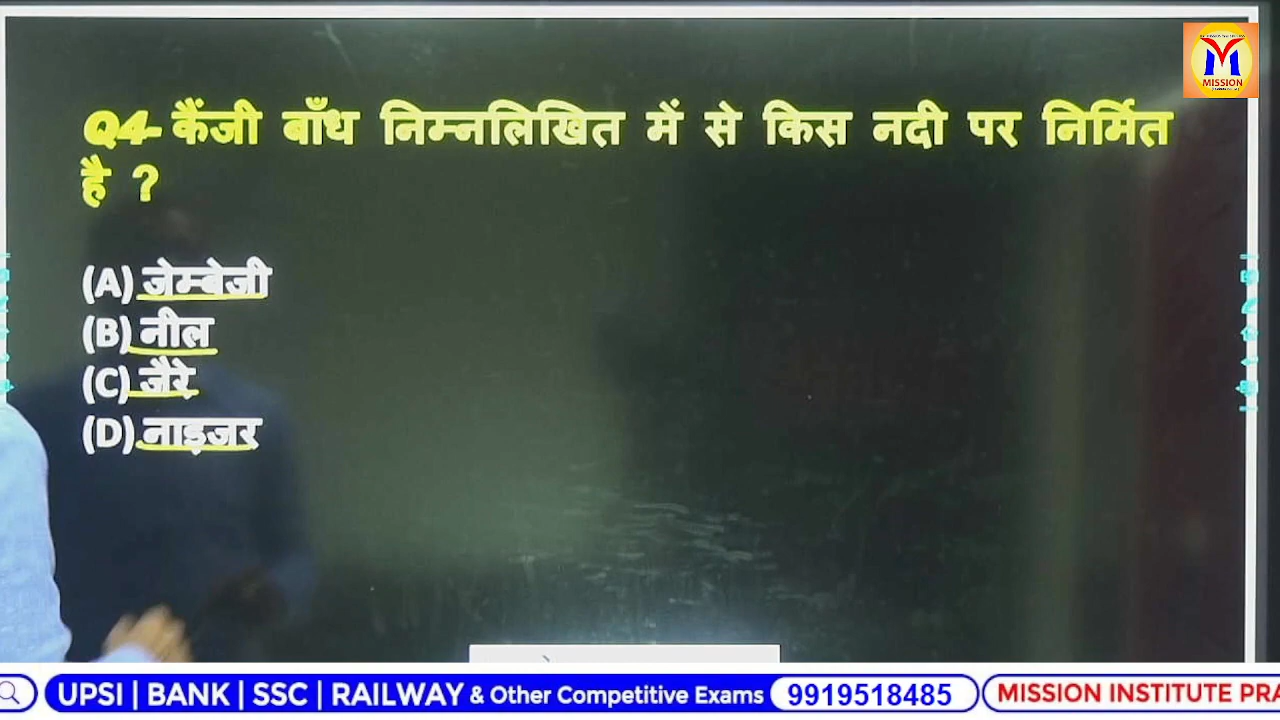 MISSION
Q4- कैंजी बाँध निम्नलिखित में से किस नदी पर निर्मित
है ?
(A) जेम्बेजी
(B) नील
(C) जैरे
(D) नाइजर
UPSI | BANK | SSC | RAILWAY & Other Competitive Exams 9919518485 MISSION INSTITUTE PRA